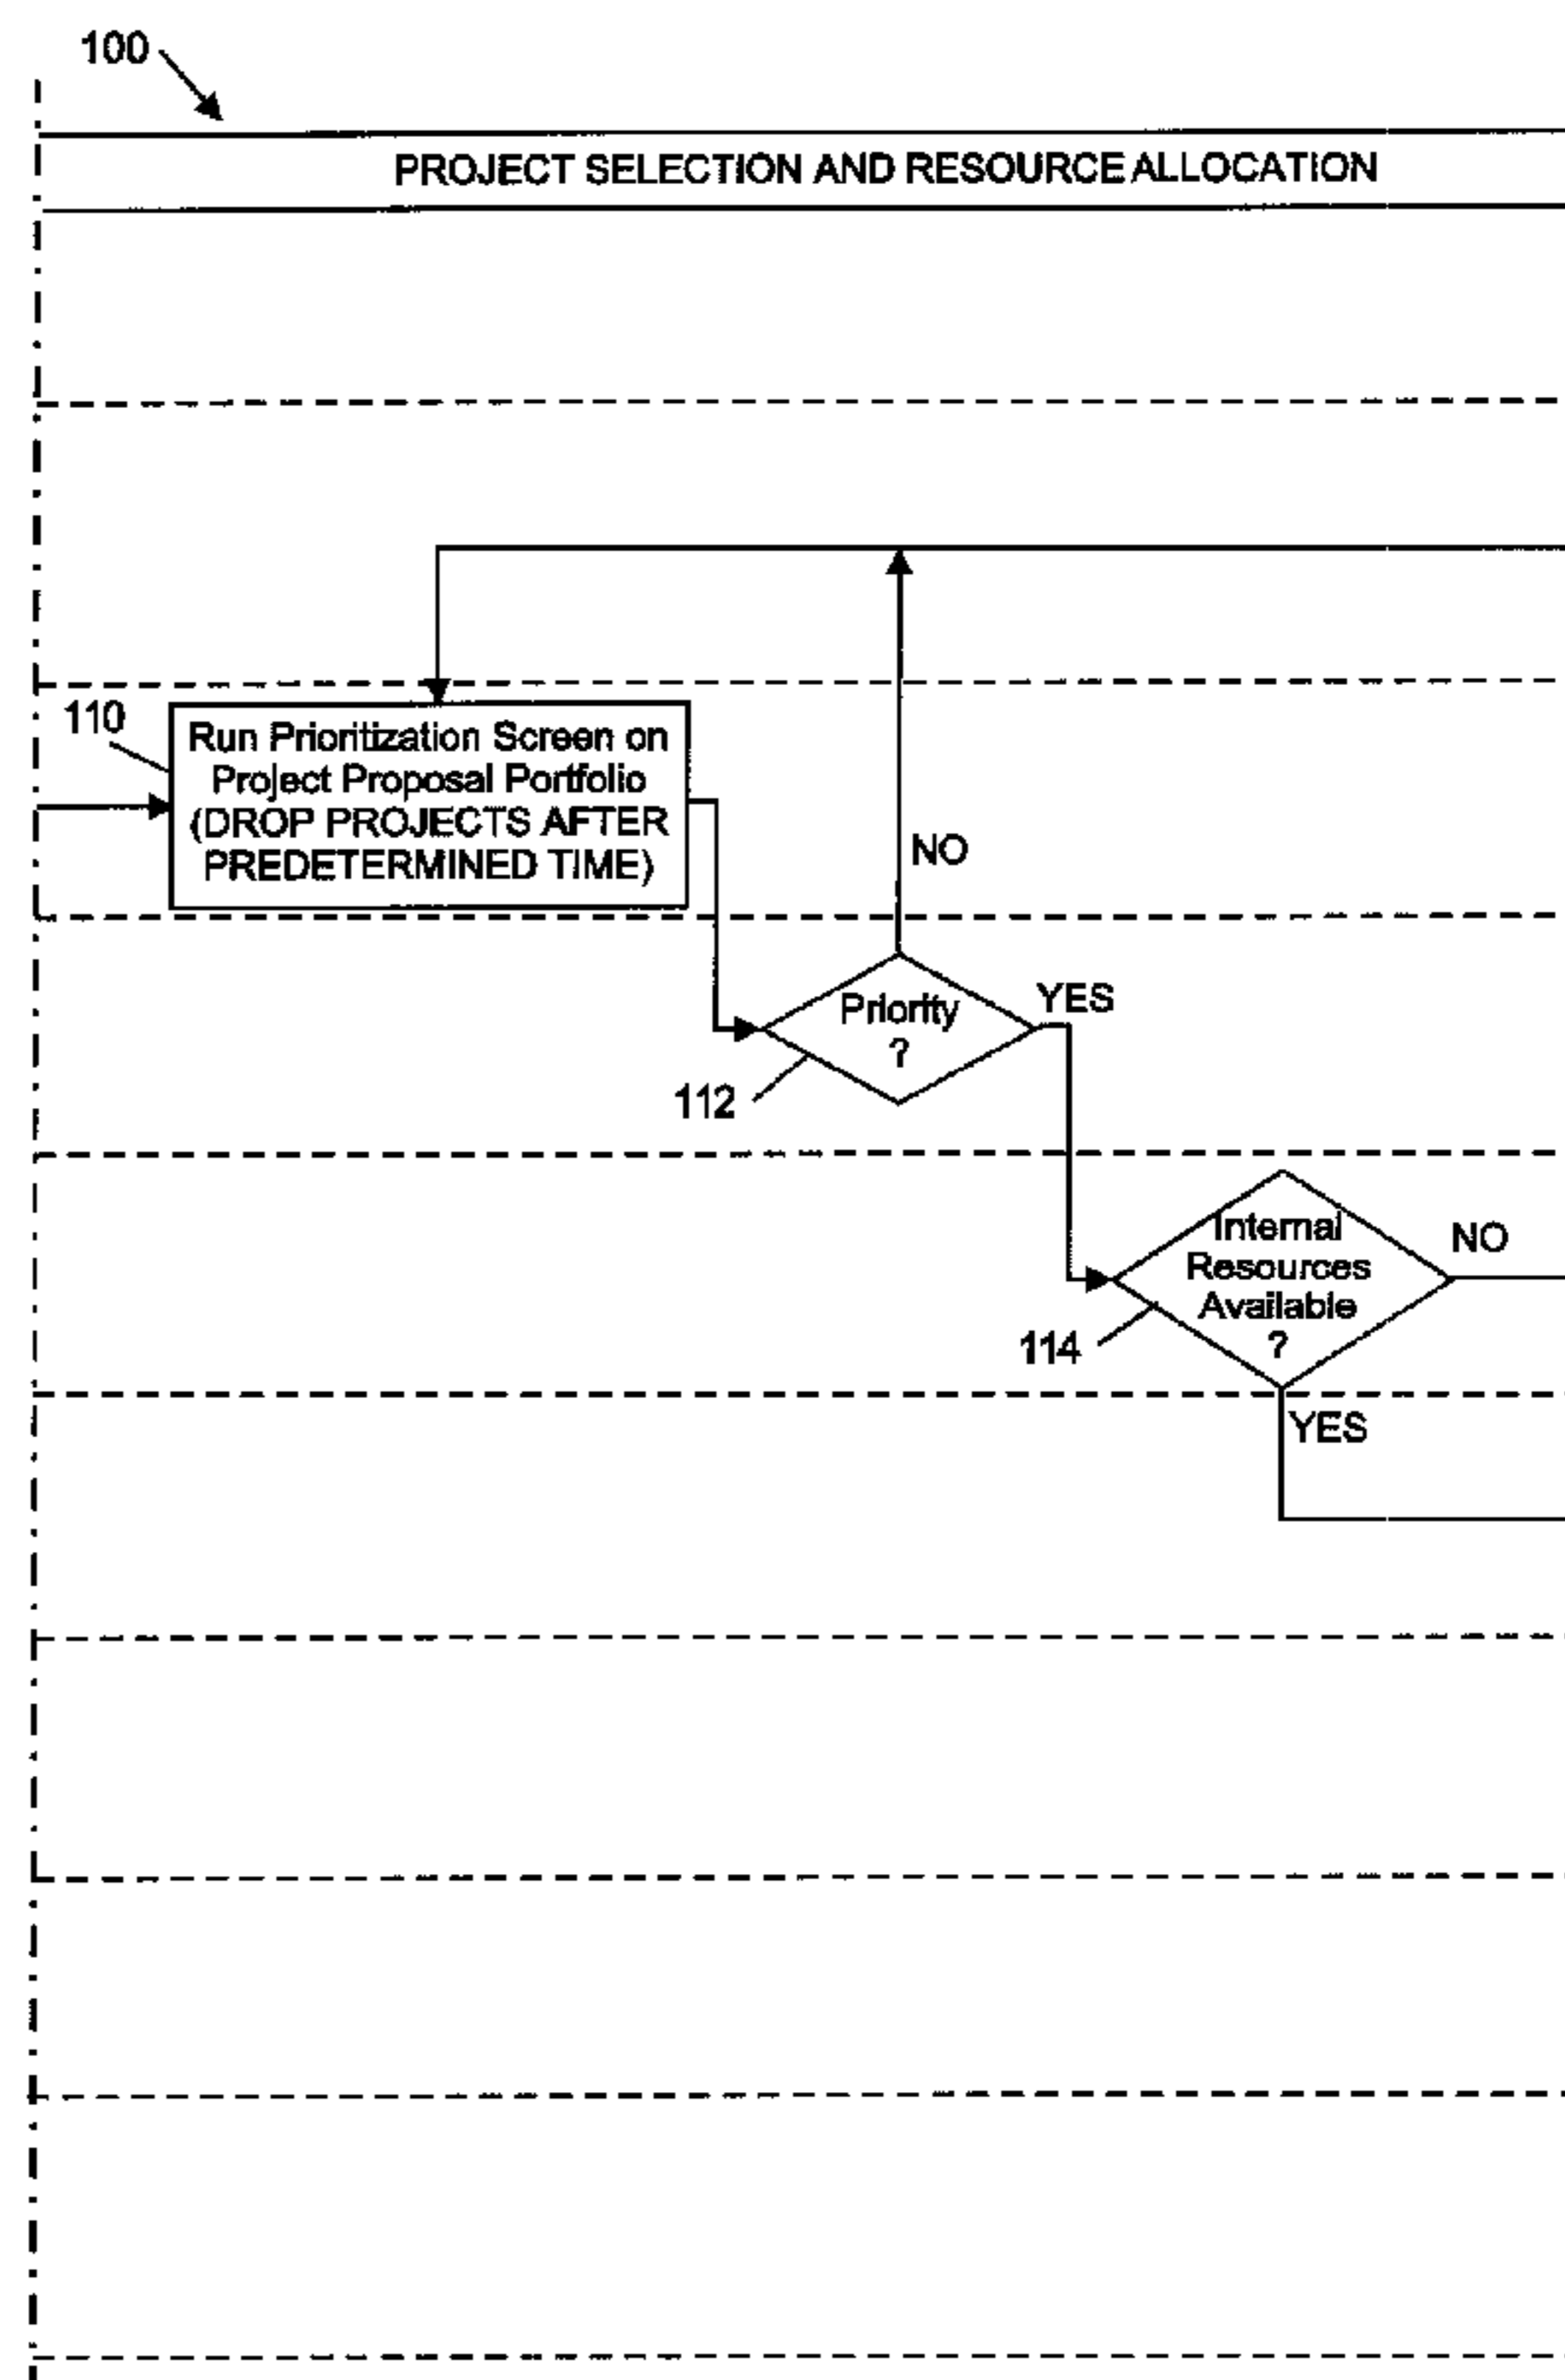 100
PROJECT SELECTION AND RESOURCE ALLOCATION
110
Run Prioritization Screen on
Project Proposal Portfolio
(DROP PROJECTS AFTER
PREDETERMINED TIME)
NO
Priority
?
YES
112
Internal
Resources
Available
?
NO
114
YES